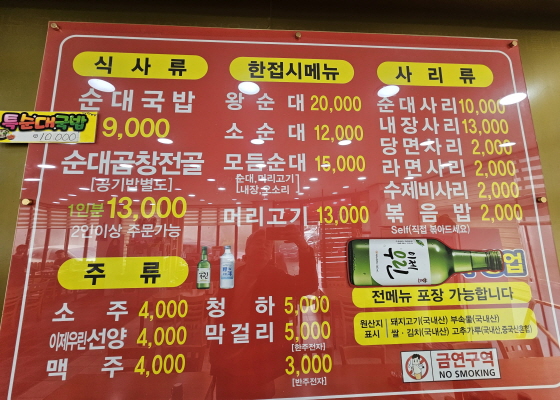 식사류
순대국밥
9,000
특순대국밥
10,000
순대곱창전골
[공기밥별도]
1인분 13,000
2인이상 주문가능
한접시메뉴
왕순대 20,000
소순대 12,000
모듬순대 15,000
머리고기 13,000
사리류
순대사리 10,000
내장사리 13,000
당면사리 2,000
라면사리 2,000
수제비사리 2,000
볶음밥 2,000
Self(직접 볶아드세요)
주류
소주 4,000
이제우린선양 4,000
맥주 4,000
청하 5,000
막걸리 5,000
[한주전자]
3,000
[반주전자]
업
전메뉴 포장 가능합니다
원산지 표시
돼지고기(국내산) 부속물(국내산)
쌀·김치(국내산) 고추가루(국내산,중국산혼합)
금연구역
NO SMOKING